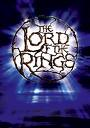 THE
LORD
OF THE
RINGS